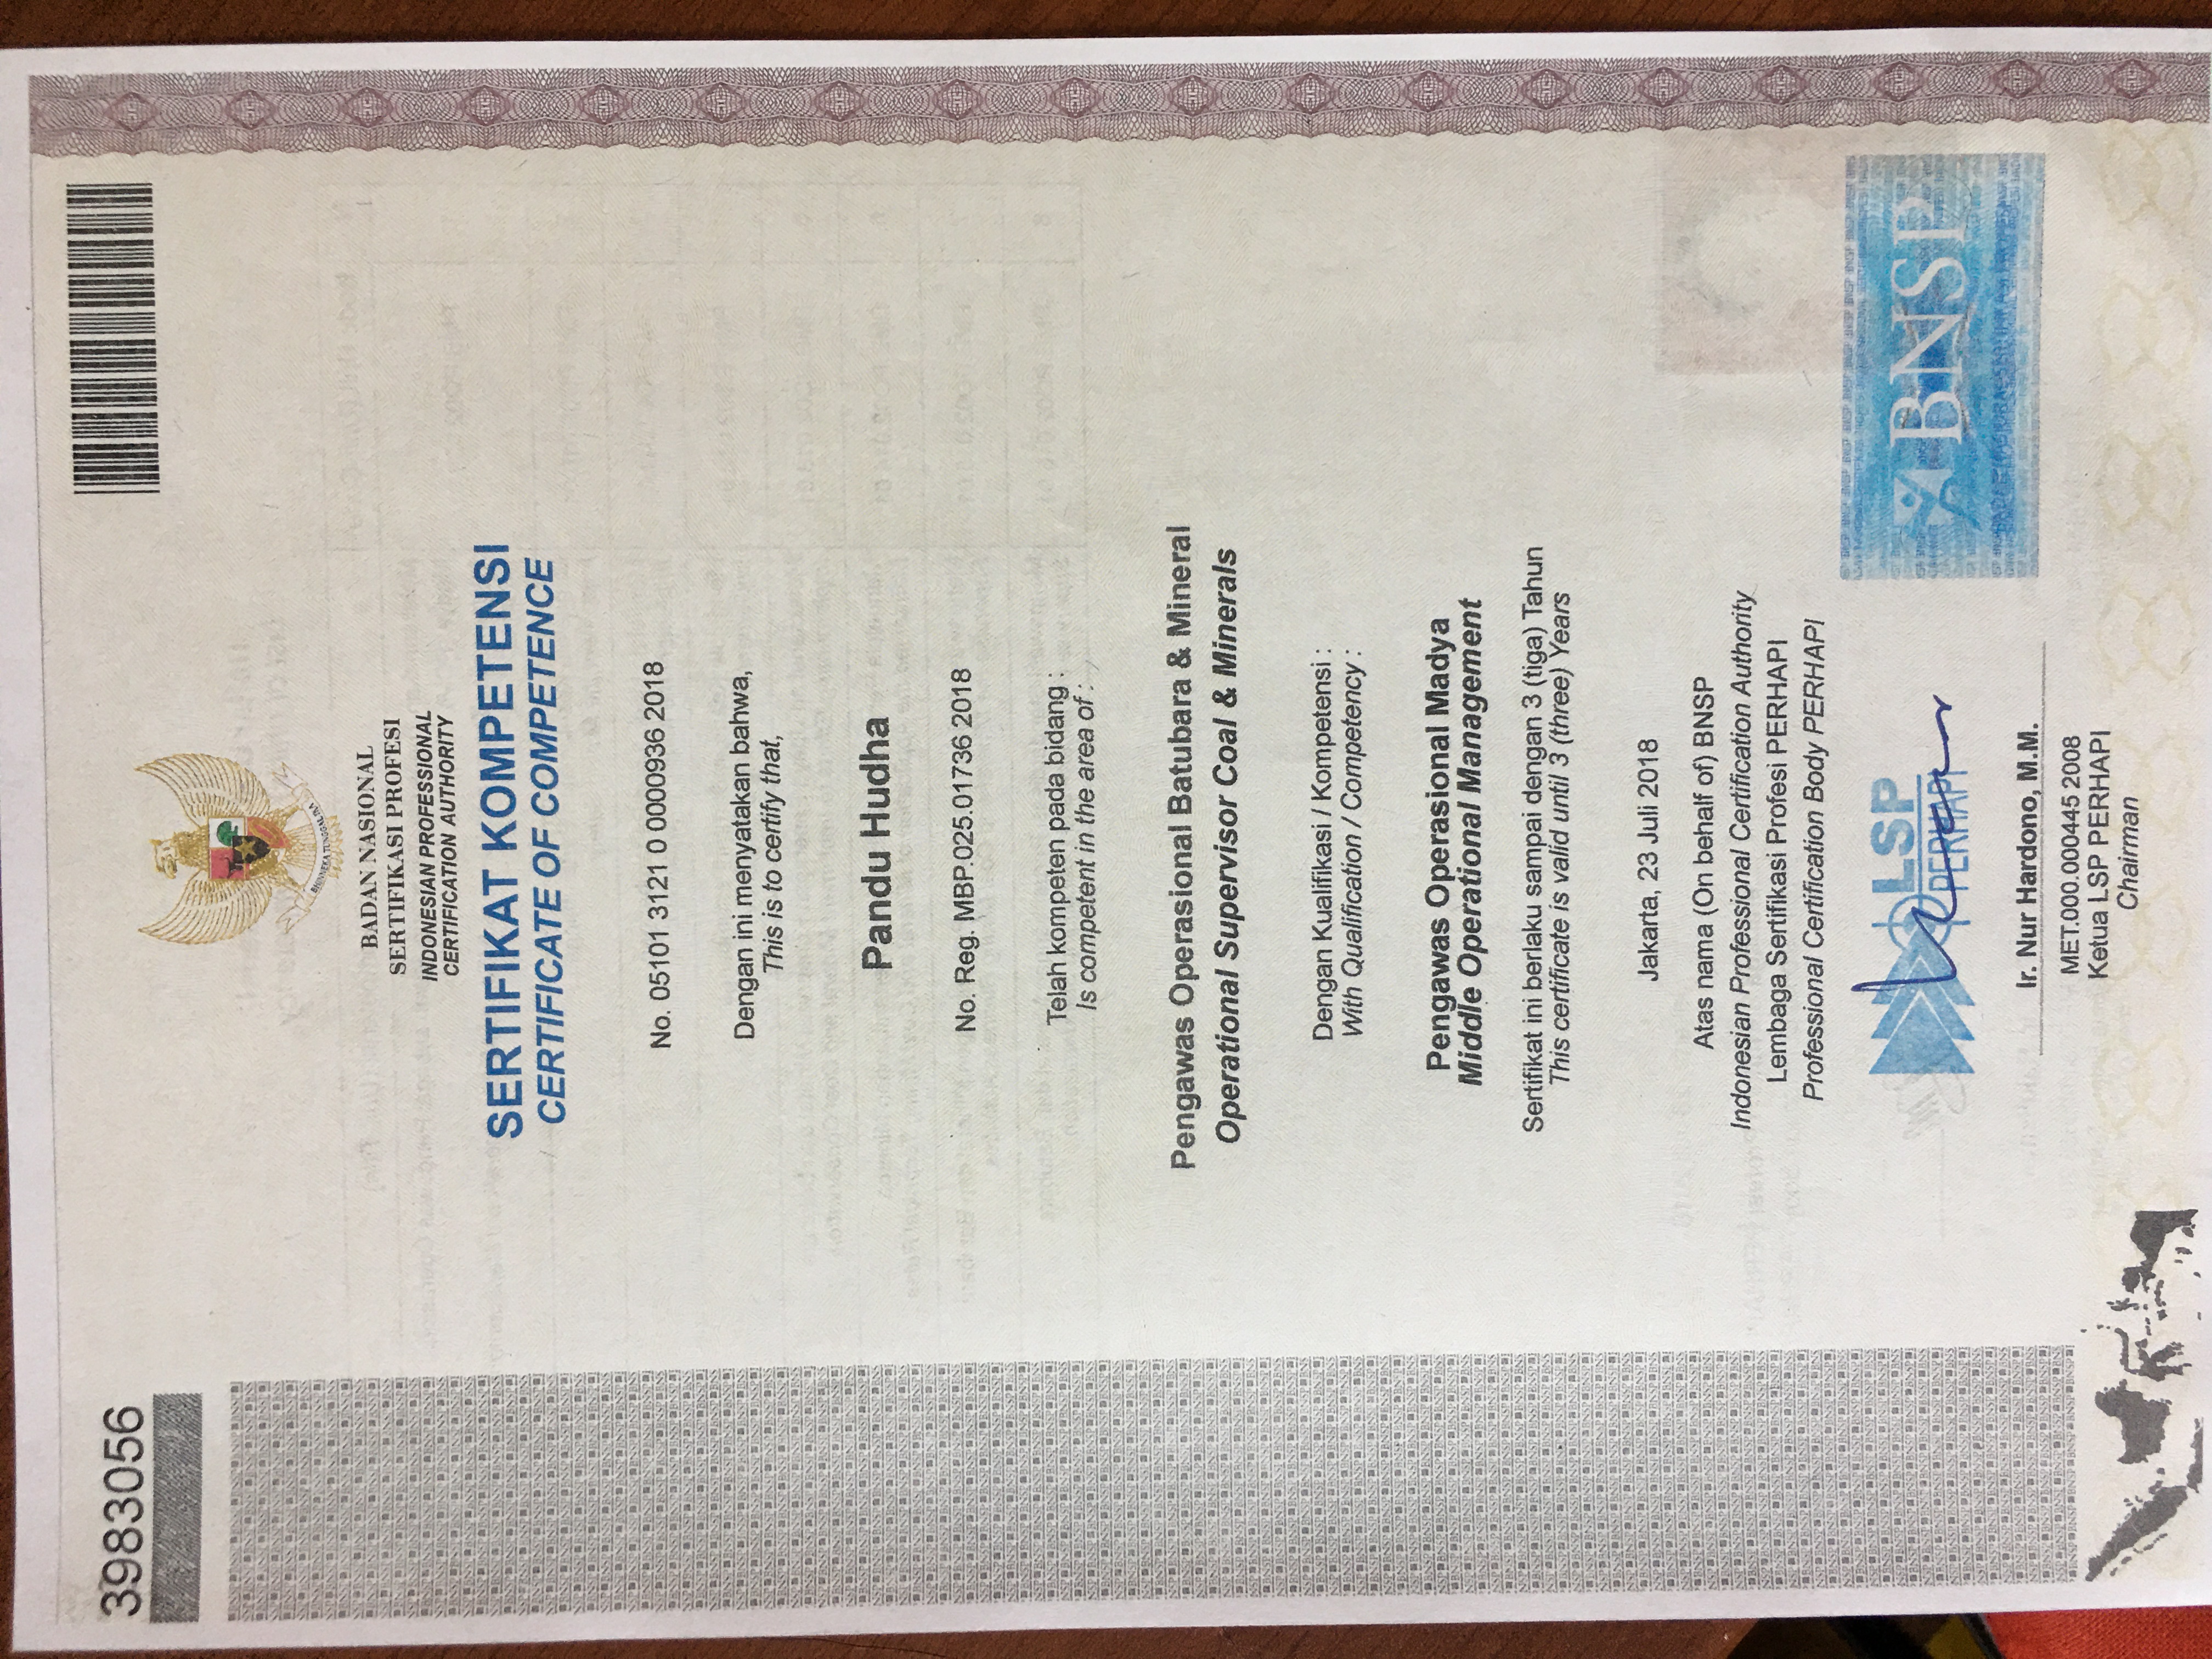 3983056
BHINNEKA TUNGGAL IKA
BADAN NASIONAL
SERTIFIKASI PROFESI
INDONESIAN PROFESSIONAL
CERTIFICATION AUTHORITY
SERTIFIKAT KOMPETENSI
CERTIFICATE OF COMPETENCE
No. 05101 3121 0 0000936 2018
Dengan ini menyatakan bahwa,
This is to certify that,
Pandu Hudha
No. Reg. MBP.025.01736 2018
Telah kompeten pada bidang :
Is competent in the area of :
Pengawas Operasional Batubara & Mineral
Operational Supervisor Coal & Minerals
Dengan Kualifikasi / Kompetensi :
With Qualification / Competency :
Pengawas Operasional Madya
Middle Operational Management
Sertifikat ini berlaku sampai dengan 3 (tiga) Tahun
This certificate is valid until 3 (three) Years
Jakarta, 23 Juli 2018
Atas nama (On behalf of) BNSP
Indonesian Professional Certification Authority
Lembaga Sertifikasi Profesi PERHAPI
Professional Certification Body PERHAPI
LSP
PERHAPI
BNSP
Ir. Nur Hardono, M.M.
MET.000.000445 2008
Ketua LSP PERHAPI
Chairman